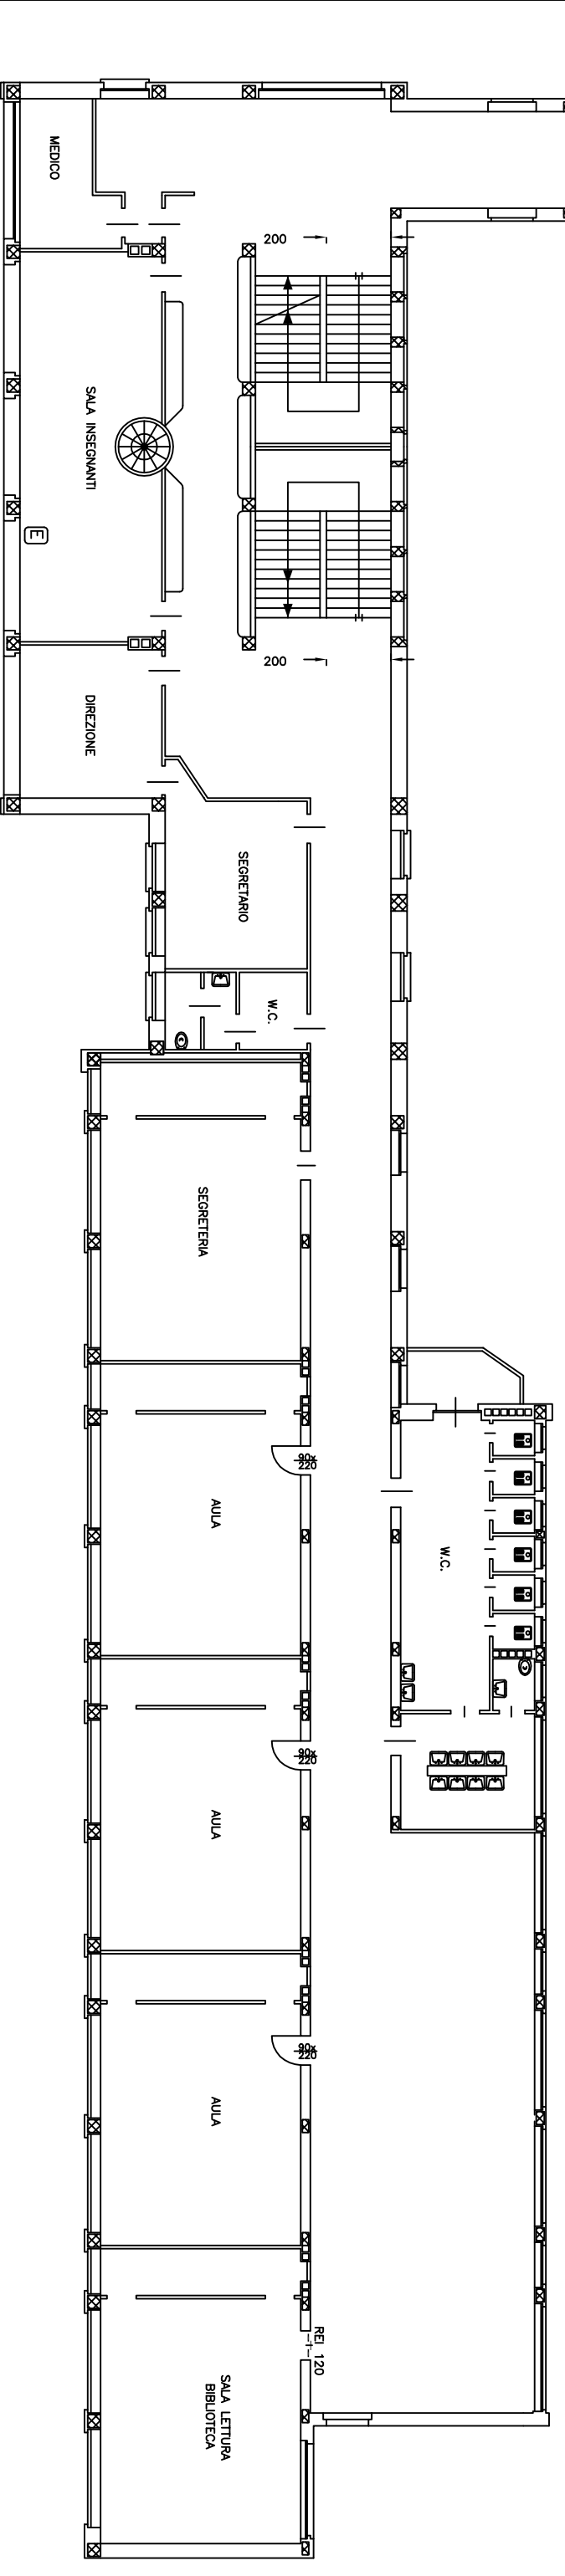 MEDICO
200
SALA INSEGNANTI
E
200
DIREZIONE
SEGRETARIO
W.C.
SEGRETERIA
90x
220
AULA
W.C.
90x
220
AULA
90x
220
AULA
REI 120
SALA LETTURA
BIBLIOTECA